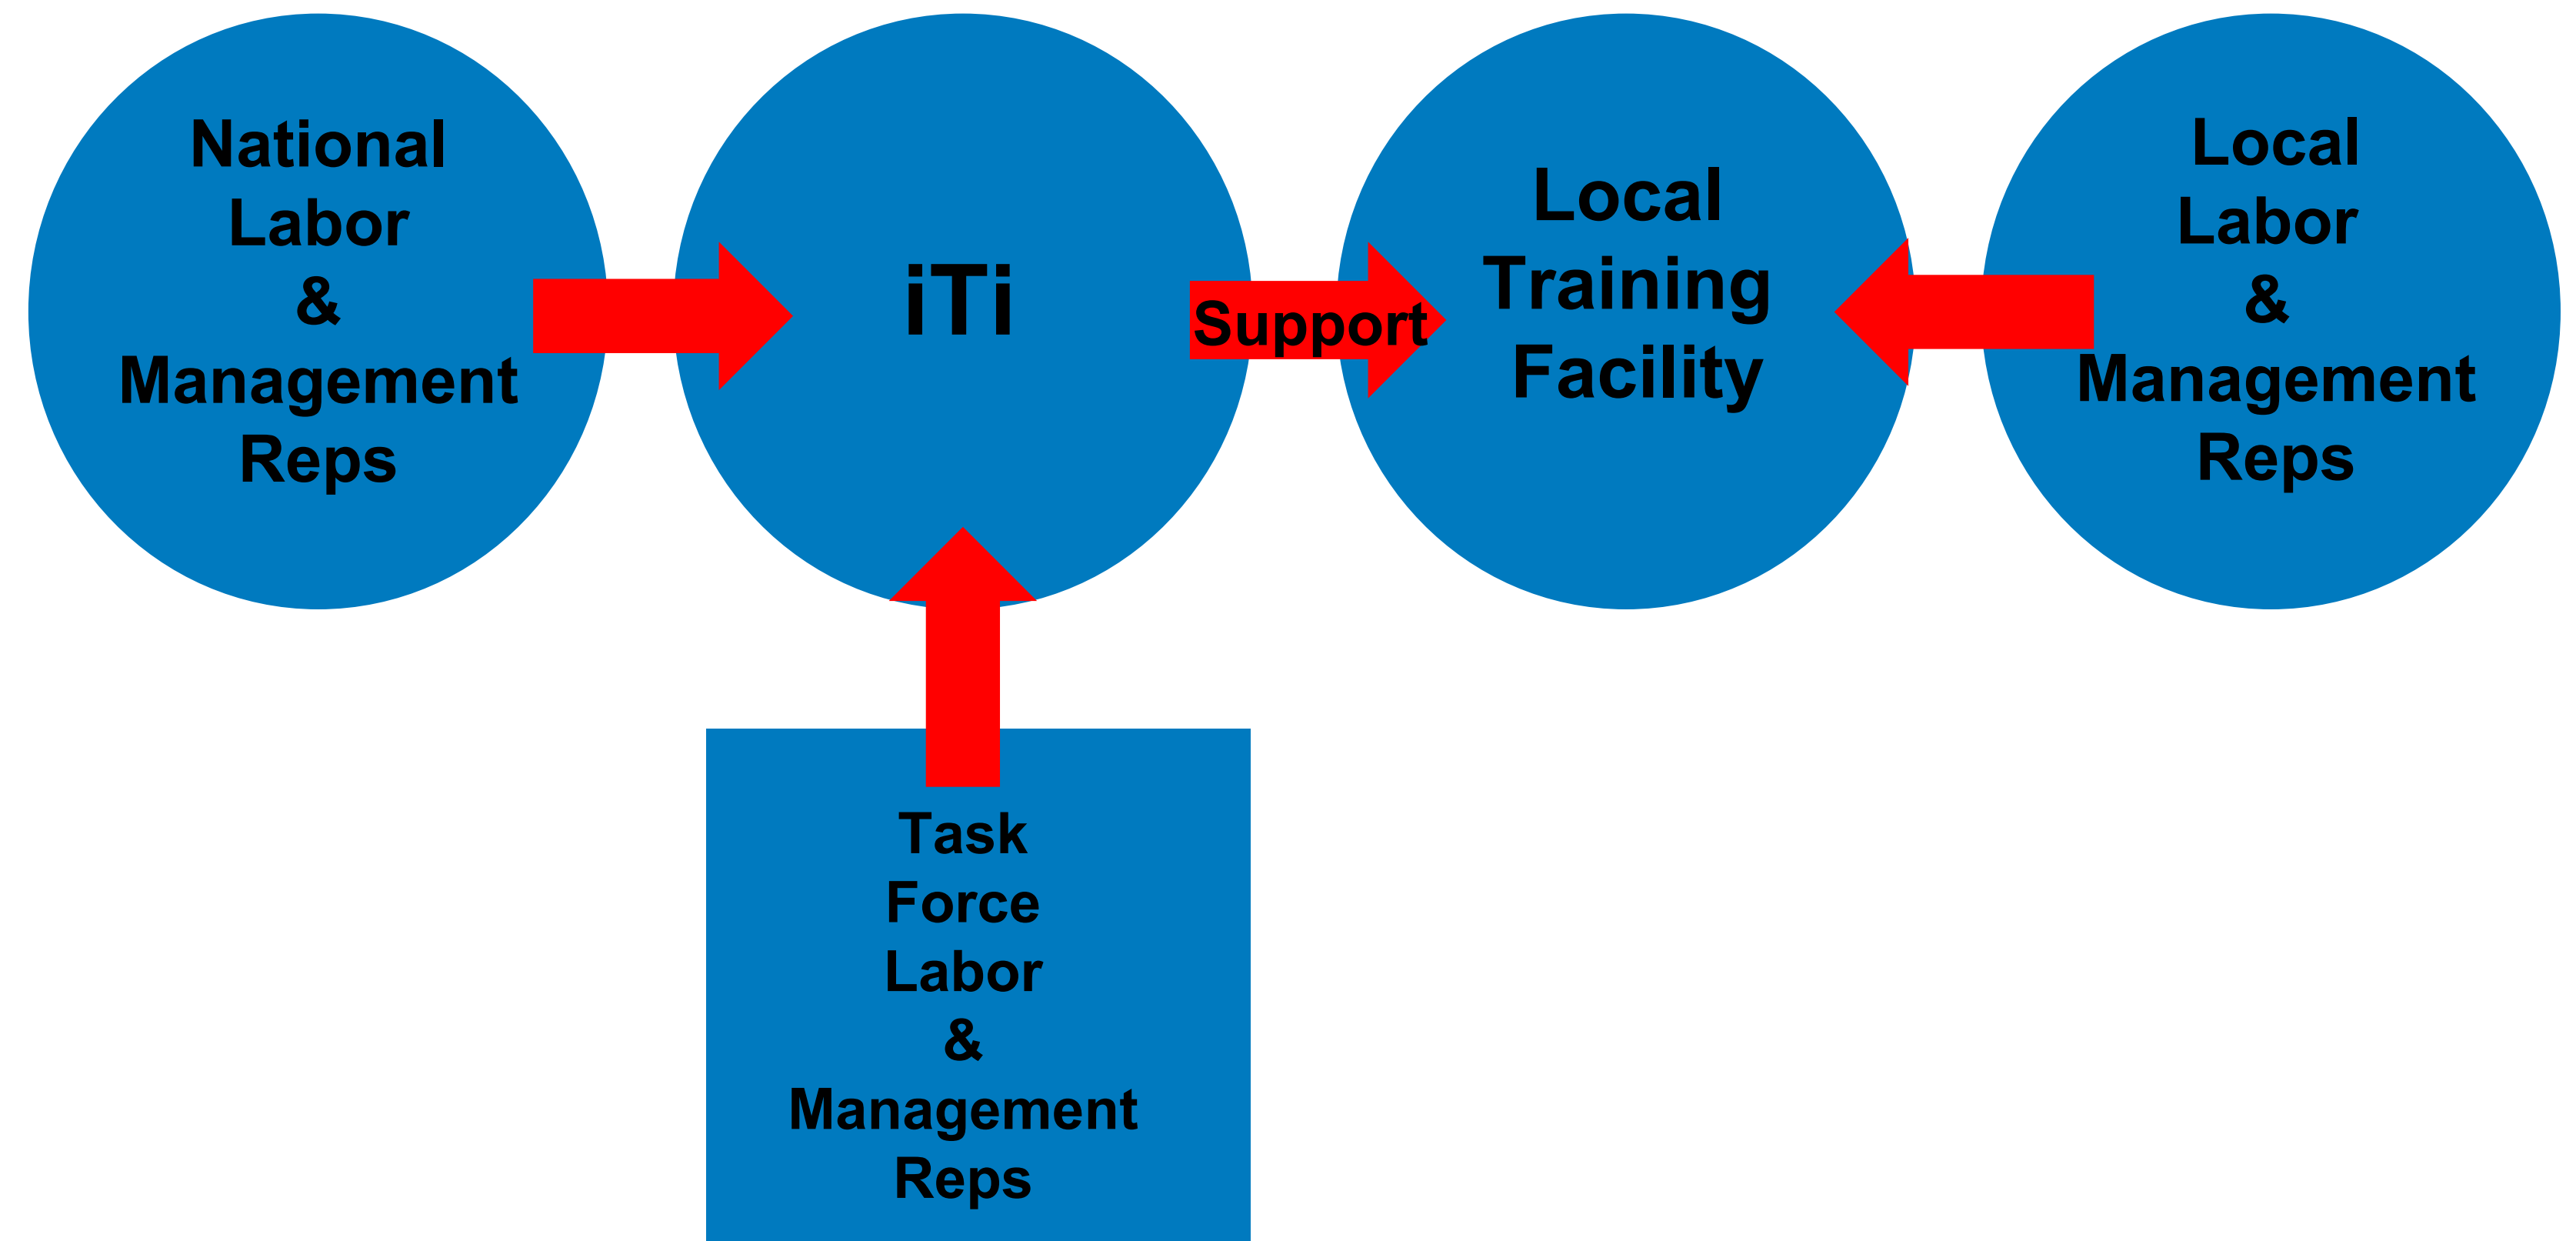 National
Labor
&
Management
Reps
iTi
Support
Local
Training
Facility
Local
Labor
&
Management
Reps
Task
Force
Labor
&
Management
Reps